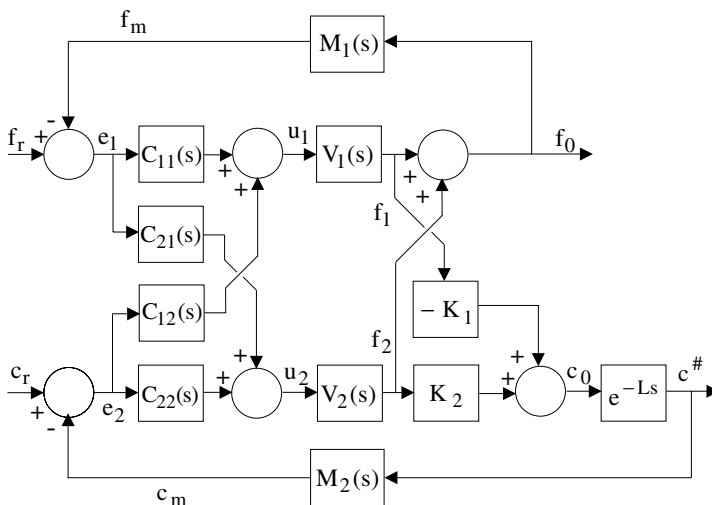 f_m
M_1(s)
-
+
f_r
e_1
C_11(s)
+
+
u_1
V_1(s)
+
+
f_0
C_21(s)
f_1
C_12(s)
− K_1
f_2
c_r
+
-
e_2
C_22(s)
+
+
u_2
V_2(s)
K_2
+
+
c_0
e^−Ls
c^#
M_2(s)
c_m